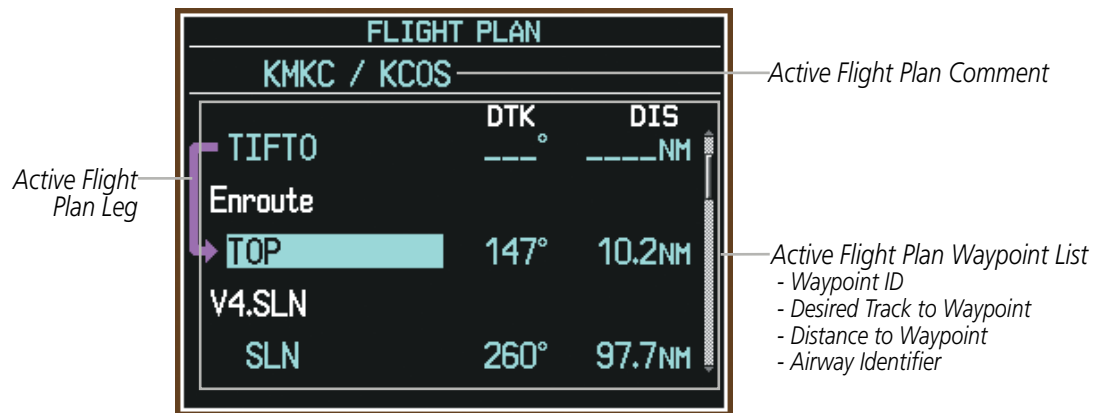 FLIGHT PLAN
KMKC / KCOS
Active Flight Plan Comment
DTK DIS
TIFTO ___° ____NM
Active Flight
Plan Leg
Enroute
TOP 147° 10.2NM
Active Flight Plan Waypoint List
- Waypoint ID
- Desired Track to Waypoint
- Distance to Waypoint
- Airway Identifier
V4.SLN
SLN 260° 97.7NM